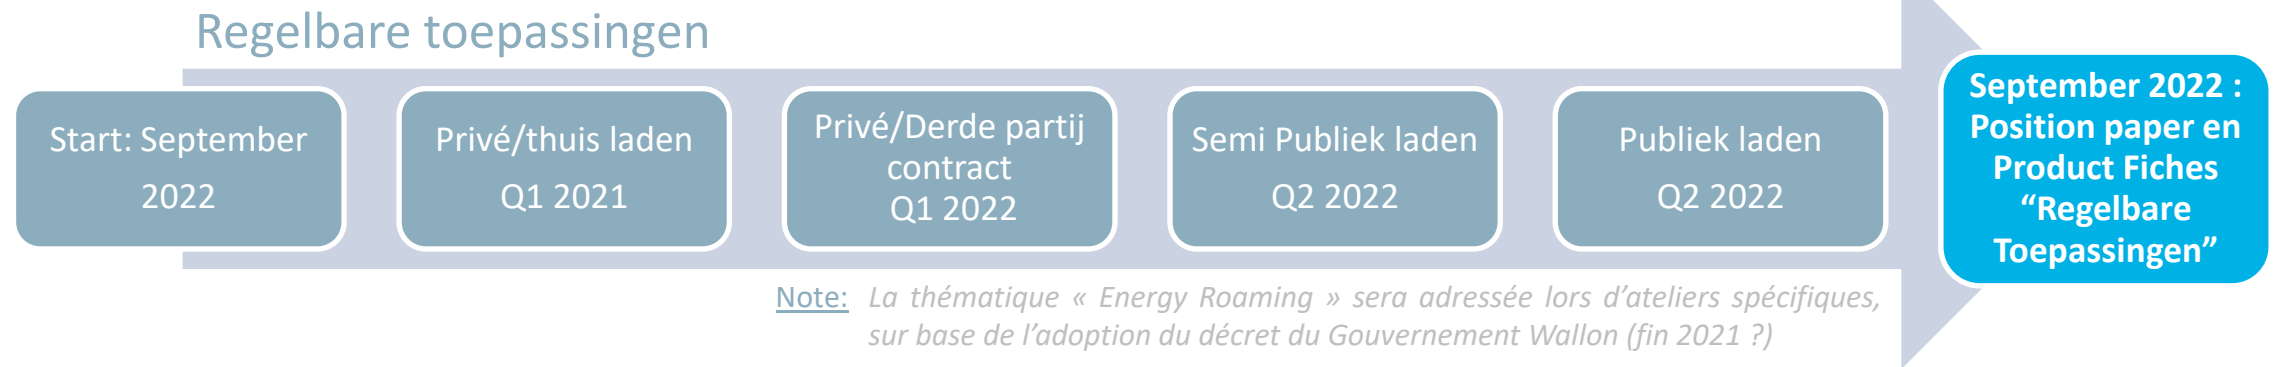 Regelbare toepassingen
Start: September
2022
Privé/thuis laden
Q1 2021
Privé/Derde partij
contract
Q1 2022
Semi Publiek laden
Q2 2022
Publiek laden
Q2 2022
September 2022 :
Position paper en
Product Fiches
“Regelbare
Toepassingen”
Note: La thématique « Energy Roaming » sera adressée lors d’ateliers spécifiques,
sur base de l’adoption du décret du Gouvernement Wallon (fin 2021 ?)